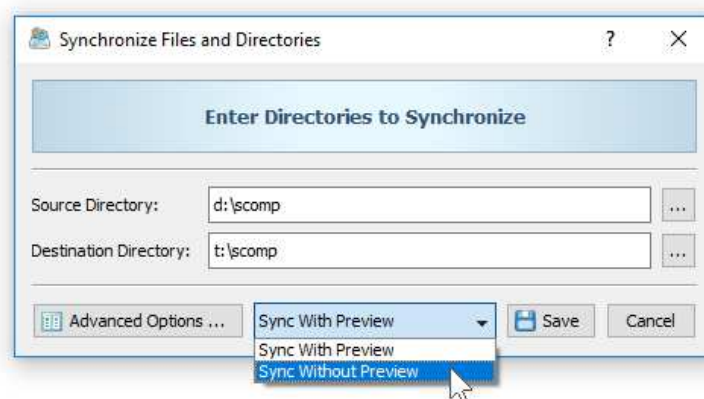 Synchronize Files and Directories ?
Enter Directories to Synchronize
Source Directory: d:\scomp ...
Destination Directory: t:\scomp ...
Advanced Options ... Sync With Preview Save Cancel
Sync With Preview
Sync Without Preview